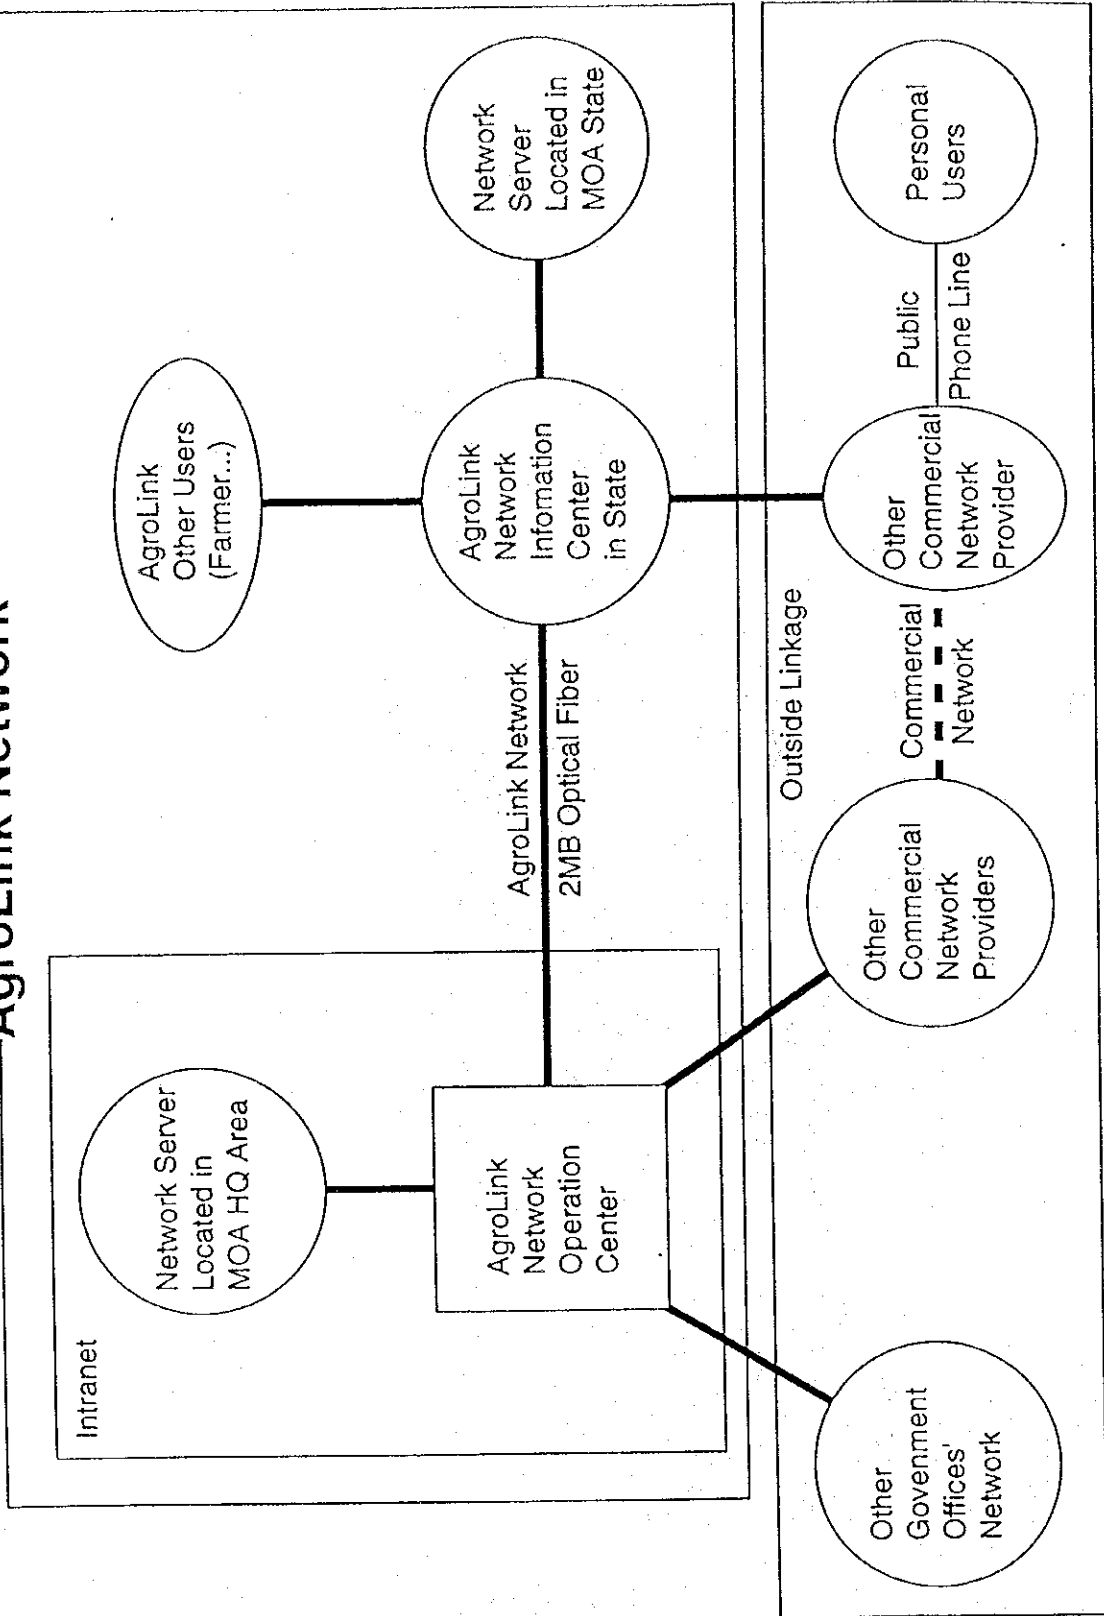 AgroLink Network
Intranet
Network Server
Located in
MOA HQ Area
AgroLink
Other Users
(Farmer...)
AgroLink
Network
Operation
Center
AgroLink Network
2MB Optical Fiber
AgroLink
Network
Infomation
Center
in State
Network
Server
Located in
MOA State
Outside Linkage
Other
Govenment
Offices'
Network
Other
Commercial
Network
Providers
Commercial
Network
Other
Commercial
Network
Provider
Public
Phone Line
Personal
Users